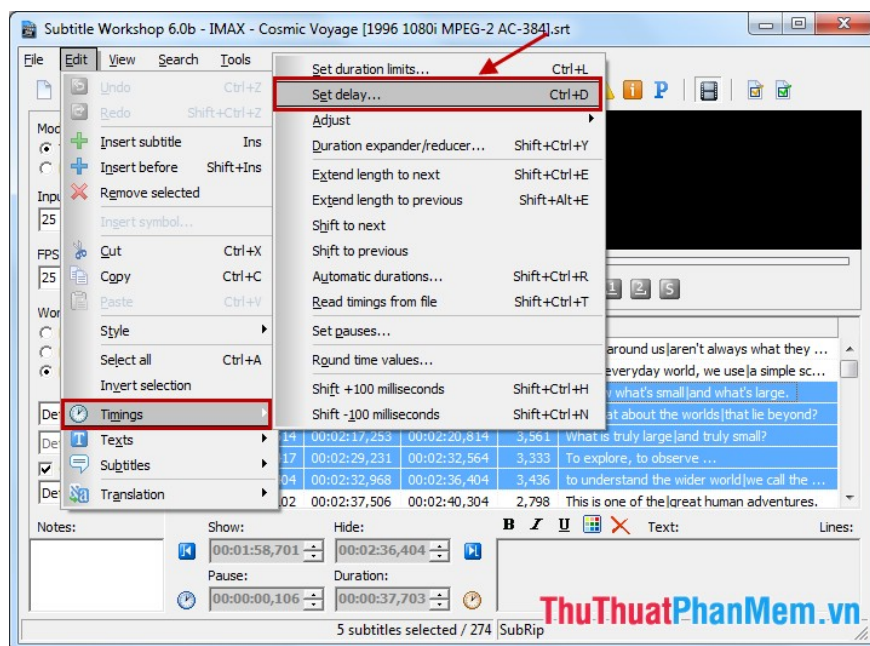 Subtitle Workshop 6.0b - IMAX - Cosmic Voyage [1996 1080i MPEG-2 AC-384].srt
File Edit View Search Tools
Undo Ctrl+Z
Redo Shift+Ctrl+Z
Insert subtitle Ins
Insert before Shift+Ins
Remove selected
Insert symbol...
Cut Ctrl+X
Copy Ctrl+C
Paste Ctrl+V
Style
Select all Ctrl+A
Invert selection
Timings
Texts
Subtitles
Translation
Set duration limits... Ctrl+L
Set delay... Ctrl+D
Adjust
Duration expander/reducer... Shift+Ctrl+Y
Extend length to next Shift+Ctrl+E
Extend length to previous Shift+Alt+E
Shift to next
Shift to previous
Automatic durations... Shift+Ctrl+R
Read timings from file Shift+Ctrl+T
Set pauses...
Round time values...
Shift +100 milliseconds Shift+Ctrl+H
Shift -100 milliseconds Shift+Ctrl+N
25
FPS
25
around us|aren't always what they ...
everyday world, we use|a simple sc...
what's small|and what's large.
at about the worlds|that lie beyond?
14 00:02:17,253 00:02:20,814 3,561 What is truly large|and truly small?
17 00:02:29,231 00:02:32,564 3,333 To explore, to observe ...
04 00:02:32,968 00:02:36,404 3,436 to understand the wider world|we call the ...
02 00:02:37,506 00:02:40,304 2,798 This is one of the|great human adventures.
Notes: Show: Hide: B I U Text: Lines:
00:01:58,701 00:02:36,404
Pause: Duration:
00:00:00,106 00:00:37,703
5 subtitles selected / 274 SubRip
ThuThuatPhanMem.vn